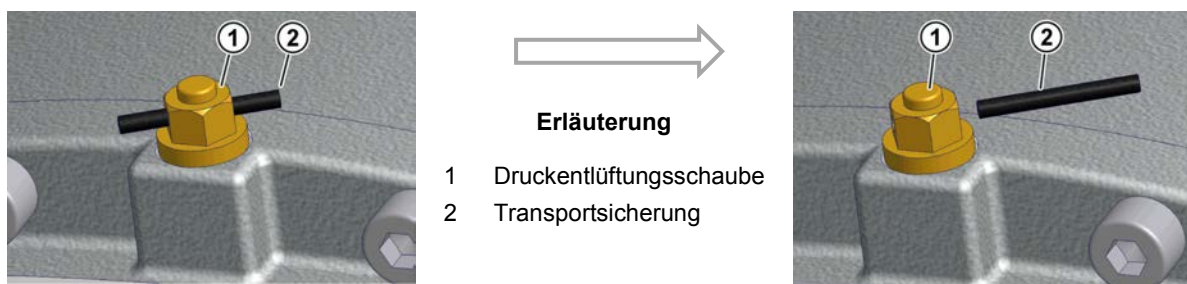 1 2
1 2
Erläuterung
1 Druckentlüftungsschaube
2 Transportsicherung